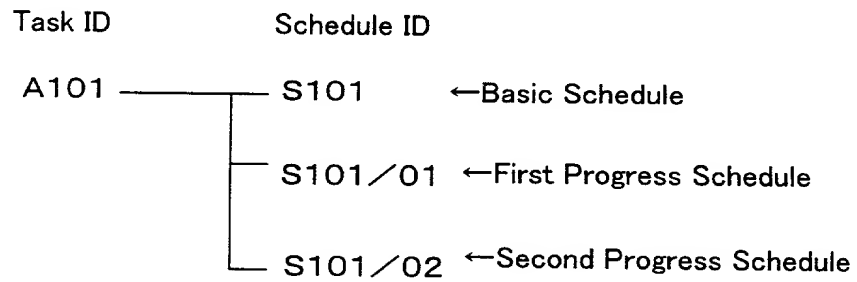 Task ID Schedule ID
A101 S101 ←Basic Schedule
S101／01 ←First Progress Schedule
S101／02 ←Second Progress Schedule